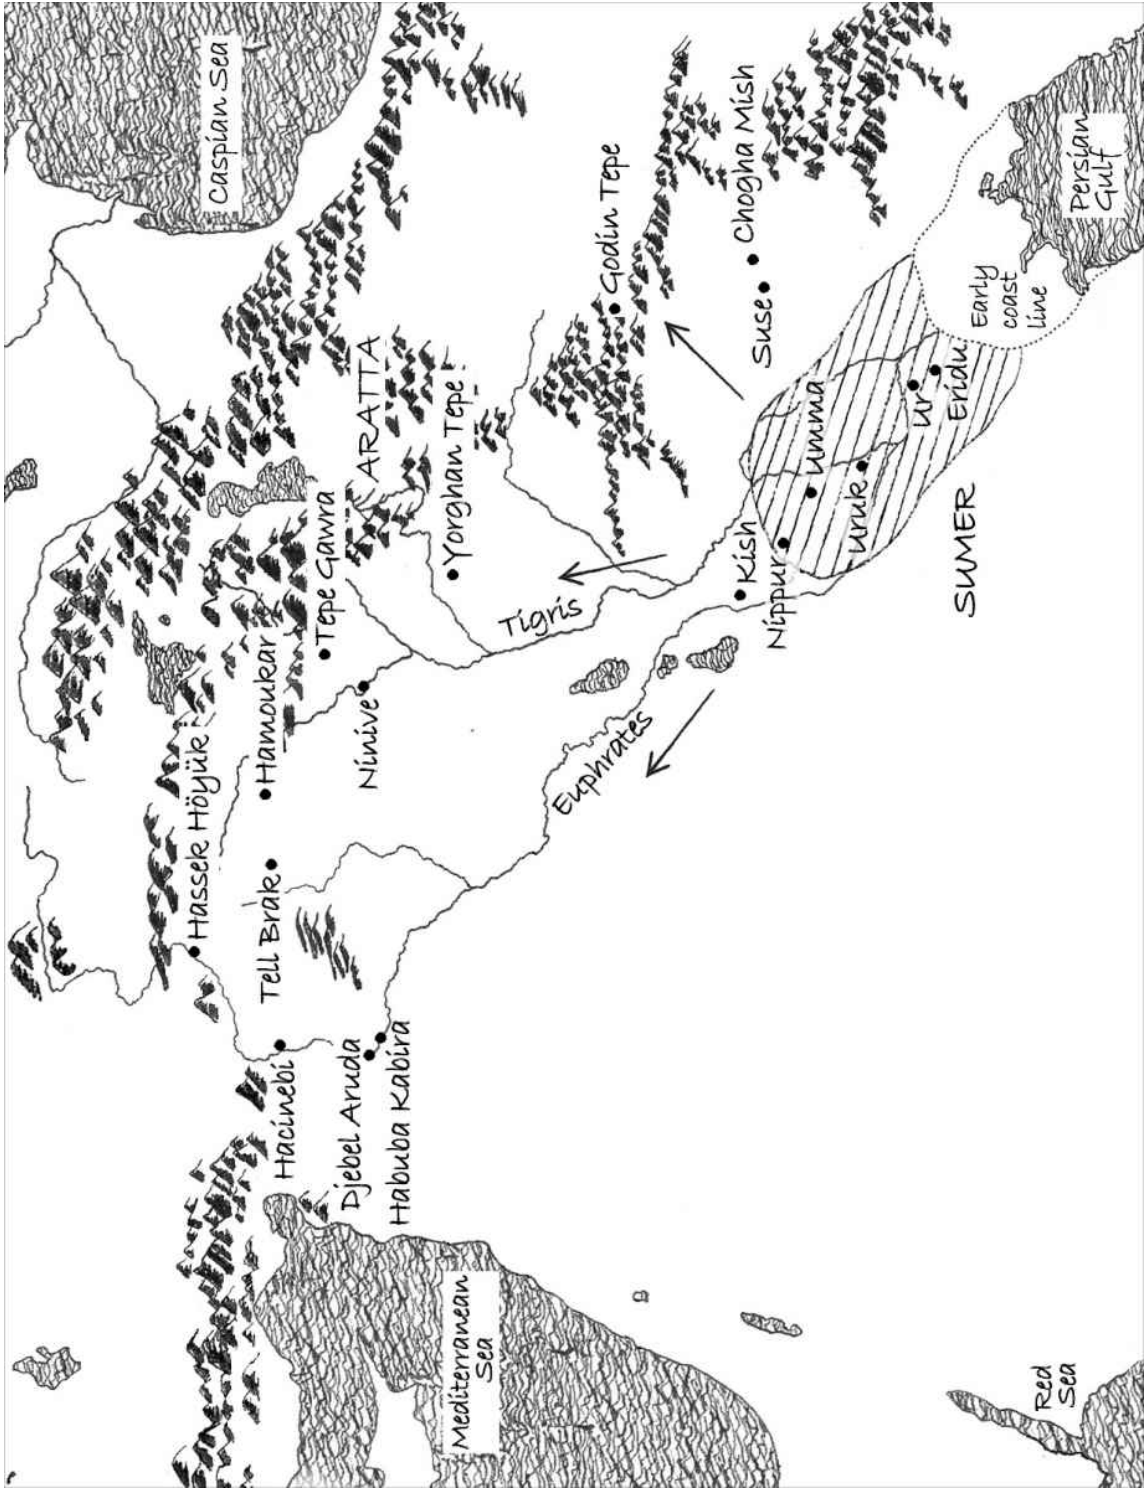 Caspian Sea
Hassek Höyük
Hamoukar
Tepe Gawra
ARATTA
Tell Brak
Hacinebi
Ninive
Yorghan Tepe
Djebel Aruda
Habuba Kabira
Tigris
Godin Tepe
Mediterranean
Sea
Euphrates
Kish
Suse
Chogha Mish
Nippur
Umma
Uruk
Ur
Eridu
SUMER
Early
coast
line
Persian
Gulf
Red
Sea